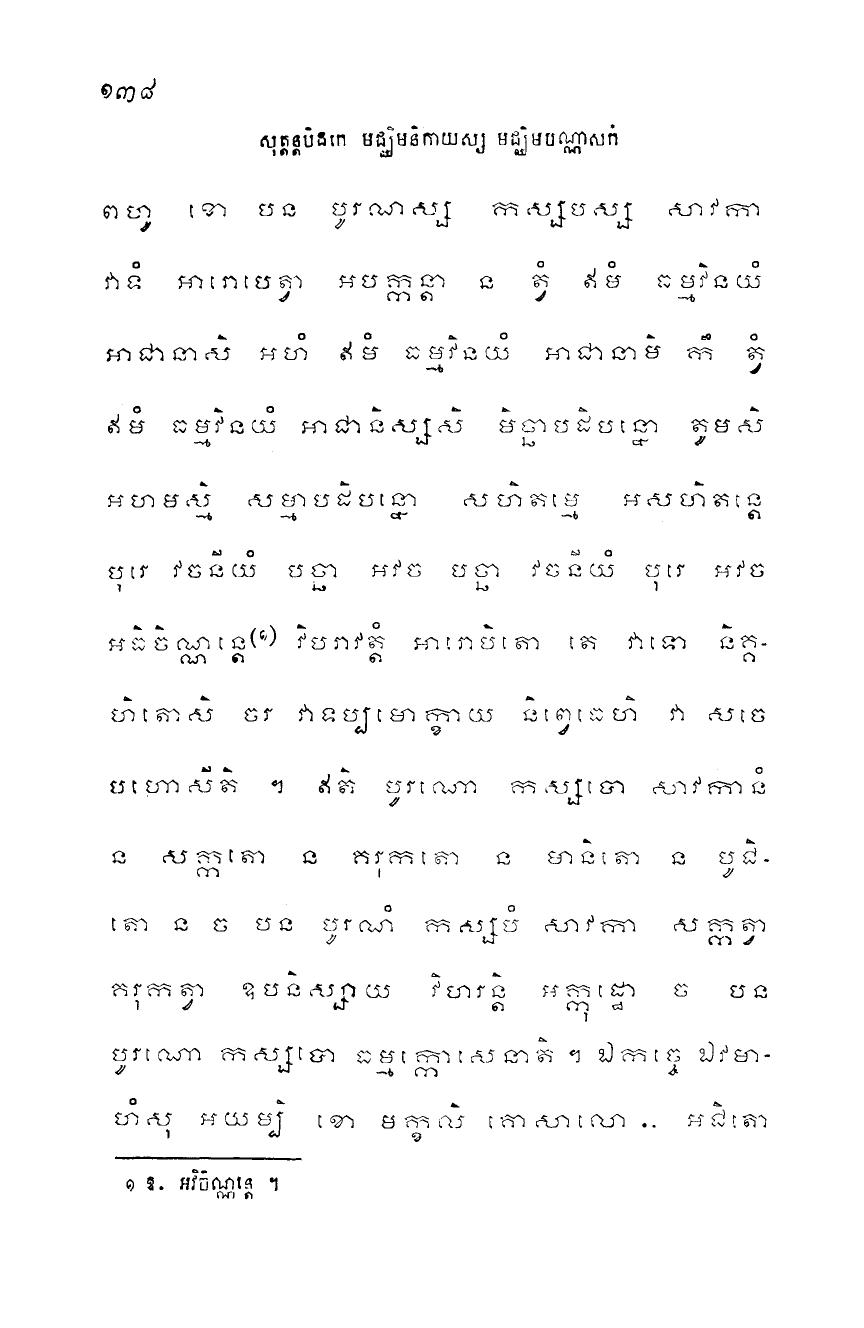 ១៣៨
សុត្តន្តបិដកេ មជ្ឈិមនិកាយស្ស មជ្ឈិមបណ្ណាសកំ
ពហូ ខោ បន បូរណស្ស កស្សបស្ស សាវកា
វាទំ អារោបេត្វា អបក្កន្តា ន ត្វំ ឥមំ ធម្មវិនយំ
អាជានាសិ អហំ ឥមំ ធម្មវិនយំ អាជានាមិ កឹ ត្វំ
ឥមំ ធម្មវិនយំ អាជានិស្សសិ មិច្ឆាបដិបន្នោ ត្វមសិ
អហមស្មិ សម្មាបដិបន្នោ សហិតម្មេ អសហិតន្តេ
បុរេ វចនីយំ បច្ឆា អវច បច្ឆា វចនីយំ បុរេ អវច
អធិចិណ្ណន្តេ(១) វិបរាវត្តំ អារោបិតោ តេ វាទោ និគ្គ-
ហិតោសិ ចរ វាទប្បមោក្ខាយ និព្វេធេហិ វា សចេ
បហោសីតិ ។ ឥតិ បូរណោ កស្សបោ សាវកានំ
ន សក្កតោ ន គរុកតោ ន មានិតោ ន បូជិ-
តោ ន ច បន បូរណំ កស្សបំ សាវកា សក្កត្វា
គរុកត្វា ឧបនិស្សាយ វិហរន្តិ អក្កុដ្ឋោ ច បន
បូរណោ កស្សបោ ធម្មក្កោសេនាតិ ។ ឯកច្ចេ ឯវមា-
ហំសុ អយម្បិ ខោ មក្ខលិ គោសាលោ .. អជិតោ
១ ឱ. អវិចិណ្ណន្តេ ។